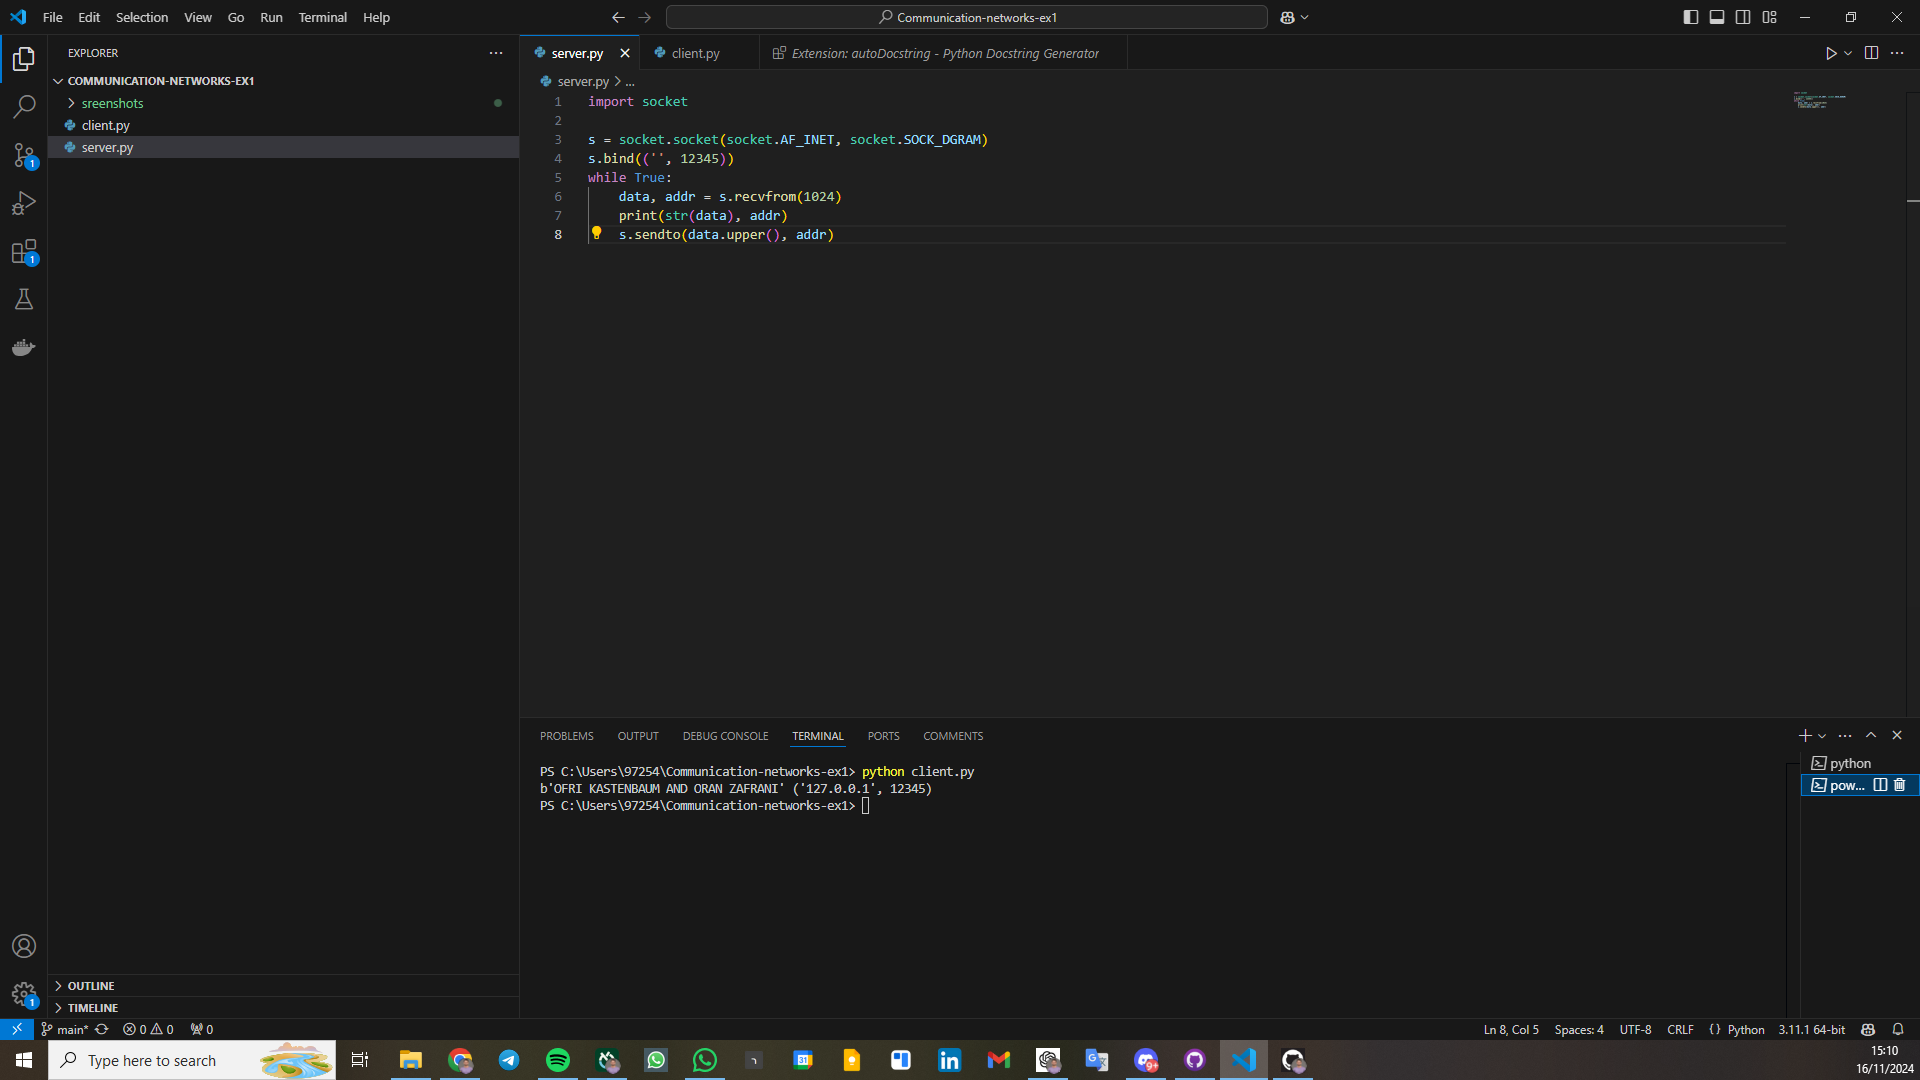 File Edit Selection View Go Run Terminal Help
Communication-networks-ex1
EXPLORER
COMMUNICATION-NETWORKS-EX1
sreenshots
client.py
server.py
1
1
server.py
client.py
Extension: autoDocstring - Python Docstring Generator
server.py > ...
1 import socket
2
3 s = socket.socket(socket.AF_INET, socket.SOCK_DGRAM)
4 s.bind(('', 12345))
5 while True:
6 data, addr = s.recvfrom(1024)
7 print(str(data), addr)
8 s.sendto(data.upper(), addr)
PROBLEMS OUTPUT DEBUG CONSOLE TERMINAL PORTS COMMENTS
PS C:\Users\97254\Communication-networks-ex1> python client.py
b'OFRI KASTENBAUM AND ORAN ZAFRANI' ('127.0.0.1', 12345)
PS C:\Users\97254\Communication-networks-ex1>
python
pow...
OUTLINE
TIMELINE
1
main* 0 0 0
Ln 8, Col 5 Spaces: 4 UTF-8 CRLF {} Python 3.11.1 64-bit
Type here to search
31
9+
15:10
16/11/2024